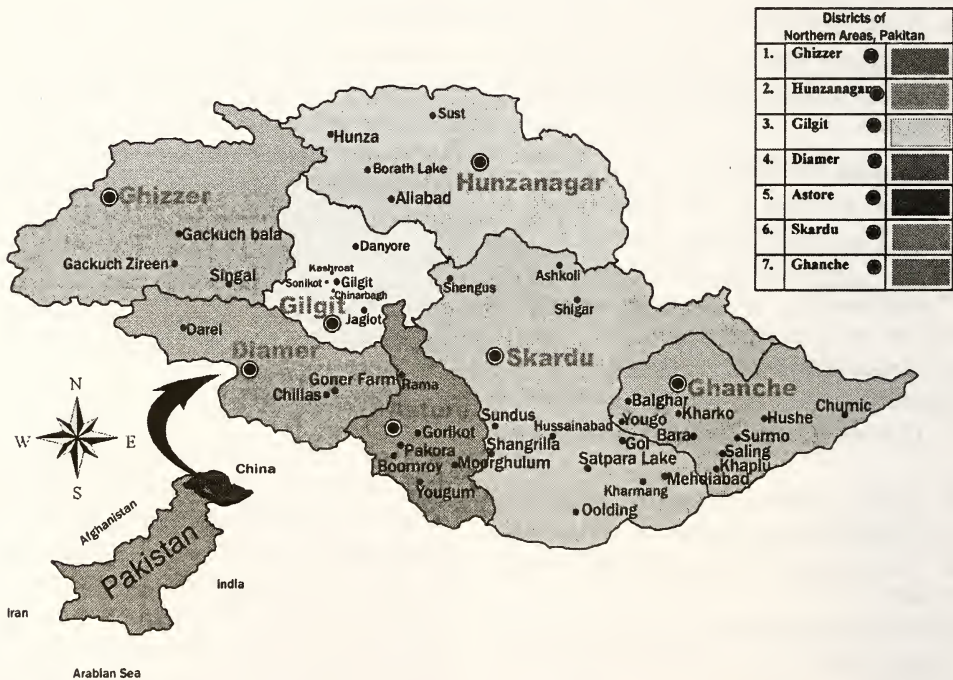 Districts of
Northern Areas, Pakitan
1. Ghizzer
2. Hunzanagar
3. Gilgit
4. Diamer
5. Astore
6. Skardu
7. Ghanche
Sust
Hunza
Borath Lake
Hunzanagar
Aliabad
Ghizzer
Gackuch bala
Gackuch Zireen
Singal
Danyore
Kashroat
Sonikot
Gilgit
Chinarbagh
Gilgit
Jaglot
Shengus
Ashkoli
Shigar
Skardu
Darel
Diamer
Goner Farm
Chillas
Rama
Gorikot
Pakora
Boomroy
Moorghulum
Yougum
Sundus
Shangrilla
Hussainabad
Satpara Lake
Kharmang
Oolding
Ghanche
Balghar
Yougo
Kharko
Gol
Bara
Hushe
Chumic
Surmo
Saling
Khaplu
Mehdiabad
N
W E
S
China
Afghanistan
Pakistan
India
Iran
Arabian Sea